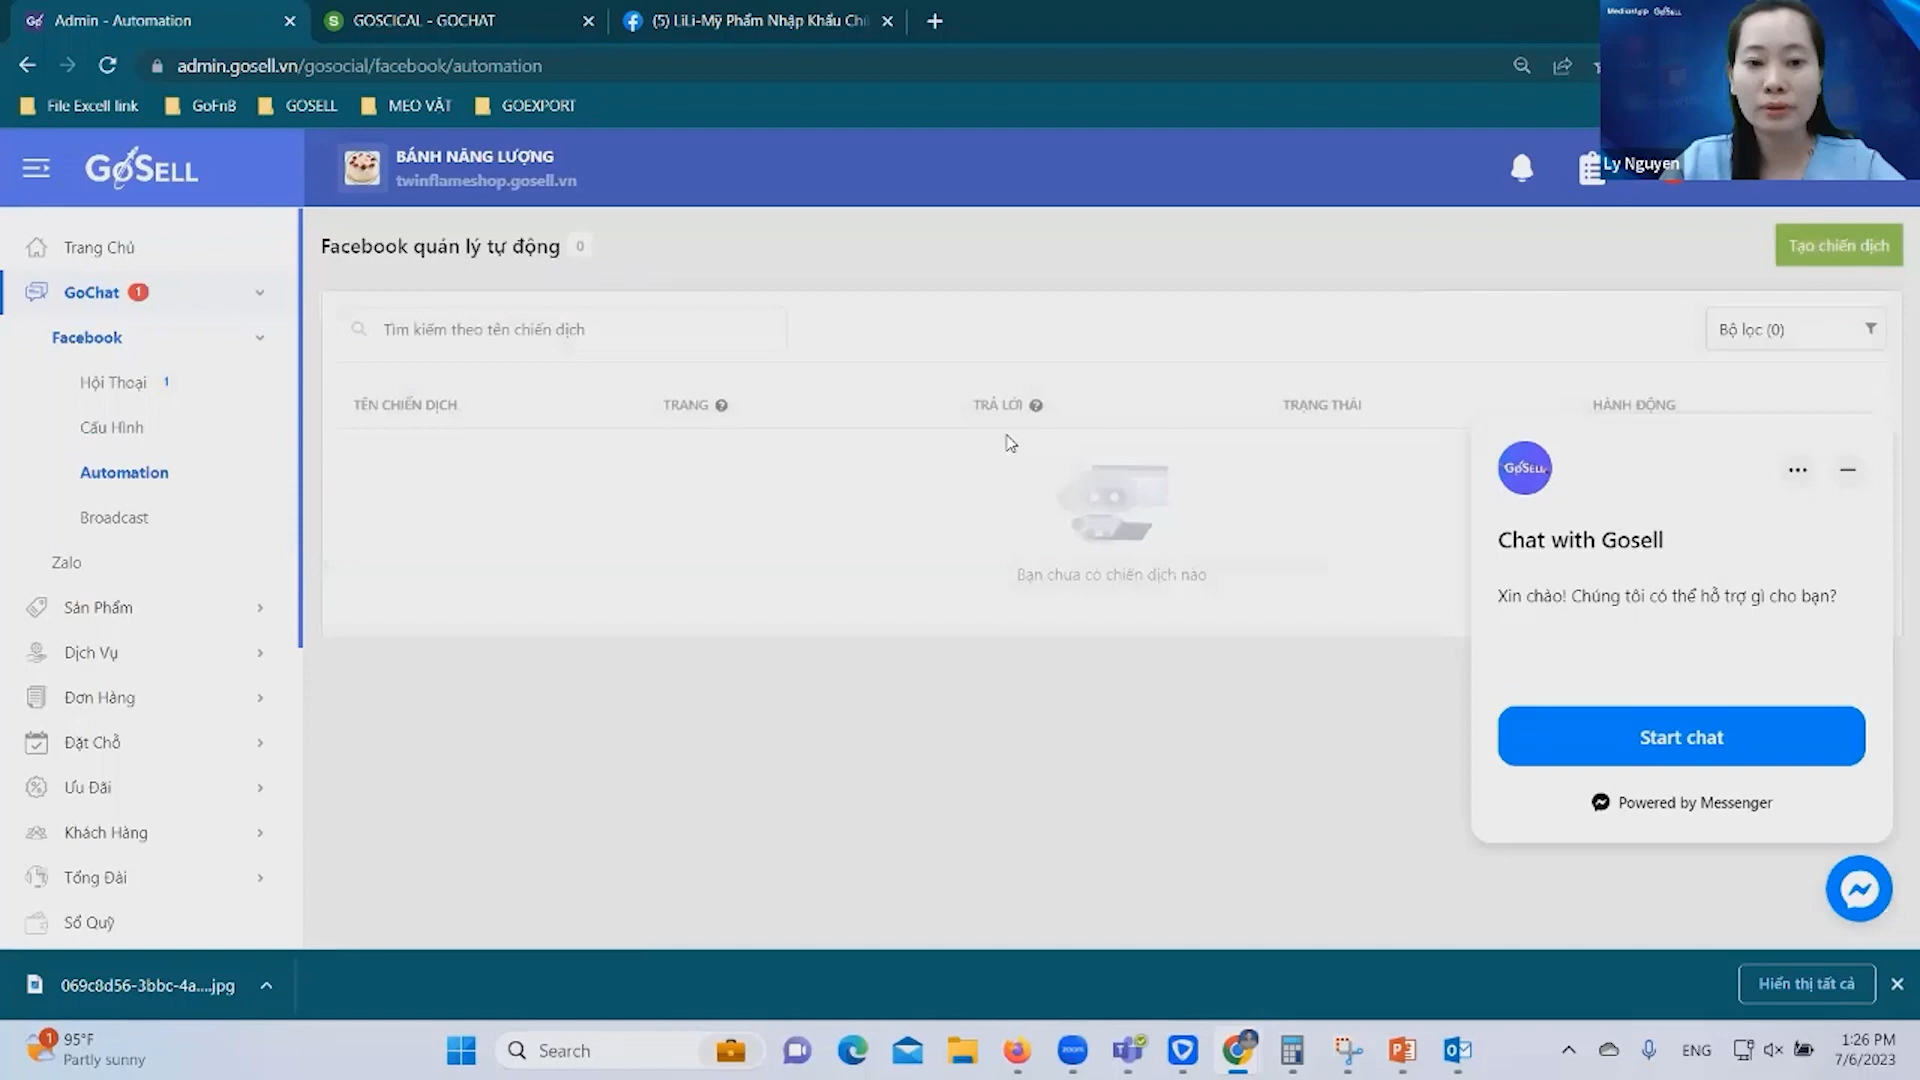 Admin - Automation
GOSCICAL - GOCHAT
(5) LiLi-Mỹ Phẩm Nhập Khẩu Chí
admin.gosell.vn/gosocial/facebook/automation
File Excell link
GoFnB
GOSELL
MẸO VẶT
GOEXPORT
Mediastep GoSELL
Ly Nguyen
GoSELL
BÁNH NĂNG LƯỢNG
twinflameshop.gosell.vn
Trang Chủ
GoChat 1
Facebook
Hội Thoại 1
Cấu Hình
Automation
Broadcast
Zalo
Sản Phẩm
Dịch Vụ
Đơn Hàng
Đặt Chỗ
Ưu Đãi
Khách Hàng
Tổng Đài
Sổ Quỹ
Facebook quản lý tự động 0
Tạo chiến dịch
Tìm kiếm theo tên chiến dịch
Bộ lọc (0)
TÊN CHIẾN DỊCH
TRANG
TRẢ LỜI
TRẠNG THÁI
HÀNH ĐỘNG
Bạn chưa có chiến dịch nào
GoSELL
Chat with Gosell
Xin chào! Chúng tôi có thể hỗ trợ gì cho bạn?
Start chat
Powered by Messenger
069c8d56-3bbc-4a....jpg
Hiển thị tất cả
1
95°F
Partly sunny
Search
zoom
ENG
1:26 PM
7/6/2023